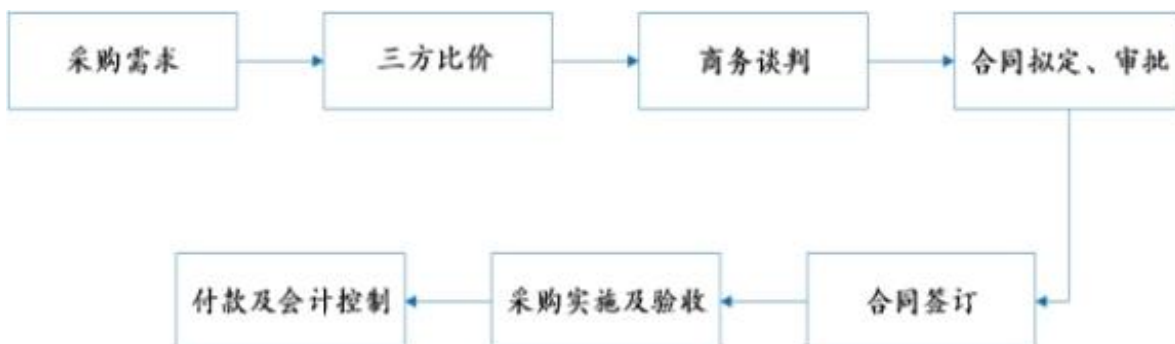 采购需求
三方比价
商务谈判
合同拟定、审批
合同签订
采购实施及验收
付款及会计控制